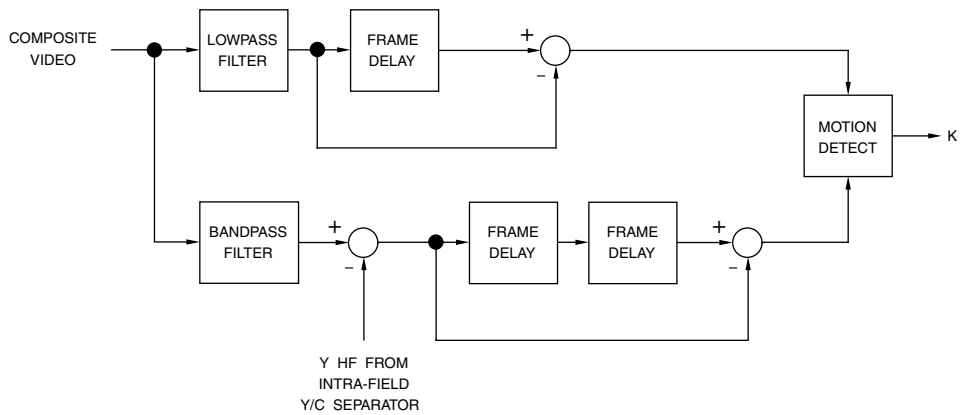 COMPOSITE
VIDEO
LOWPASS
FILTER
FRAME
DELAY
+
–
MOTION
DETECT
K
BANDPASS
FILTER
+
–
FRAME
DELAY
FRAME
DELAY
+
–
Y HF FROM
INTRA-FIELD
Y/C SEPARATOR